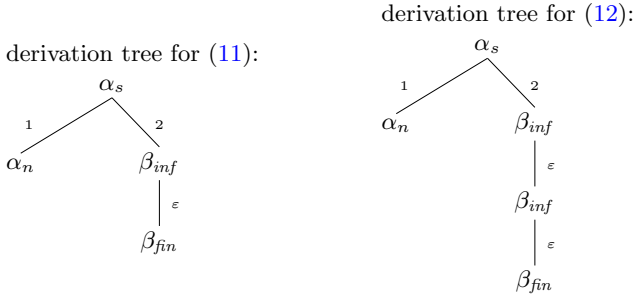 derivation tree for (11):
α_s
1 2
α_n β_inf
ε
β_fin
derivation tree for (12):
α_s
1 2
α_n β_inf
ε
β_inf
ε
β_fin